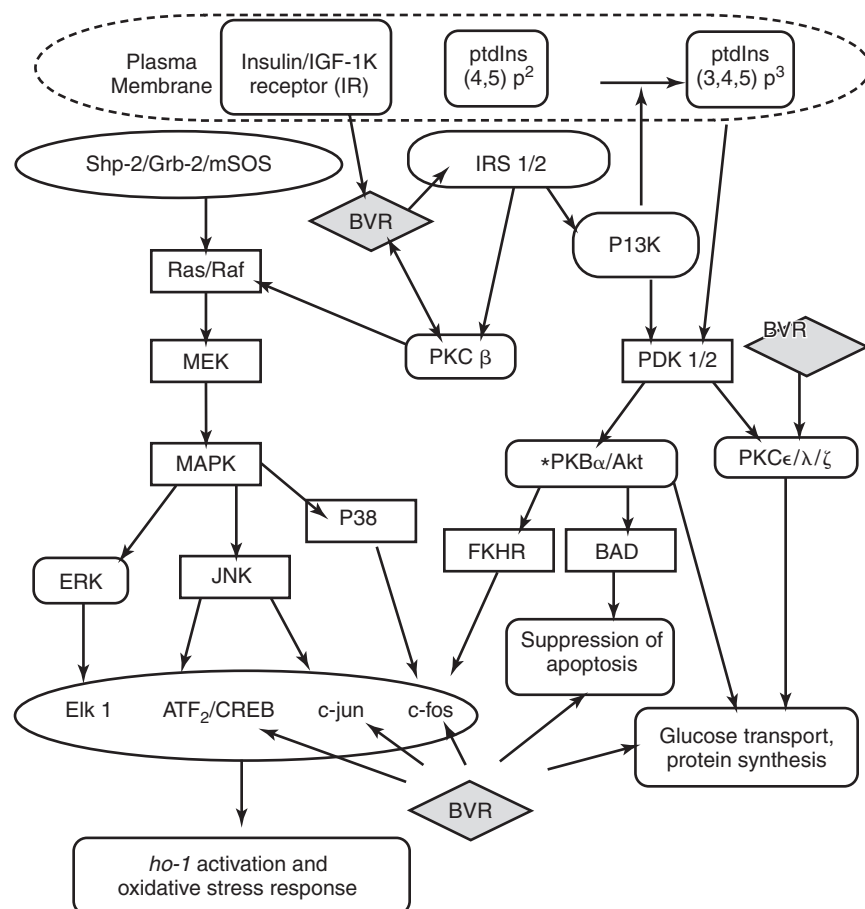 Plasma
Membrane
Insulin/IGF-1K
receptor (IR)
ptdIns
(4,5) p²
ptdIns
(3,4,5) p³
Shp-2/Grb-2/mSOS
IRS 1/2
BVR
P13K
Ras/Raf
BVR
MEK
PKC β
PDK 1/2
MAPK
*PKBα/Akt
PKCϵ/λ/ζ
P38
FKHR
BAD
ERK
JNK
Suppression of
apoptosis
Elk 1
ATF₂/CREB
c-jun
c-fos
Glucose transport,
protein synthesis
BVR
ho-1 activation and
oxidative stress response